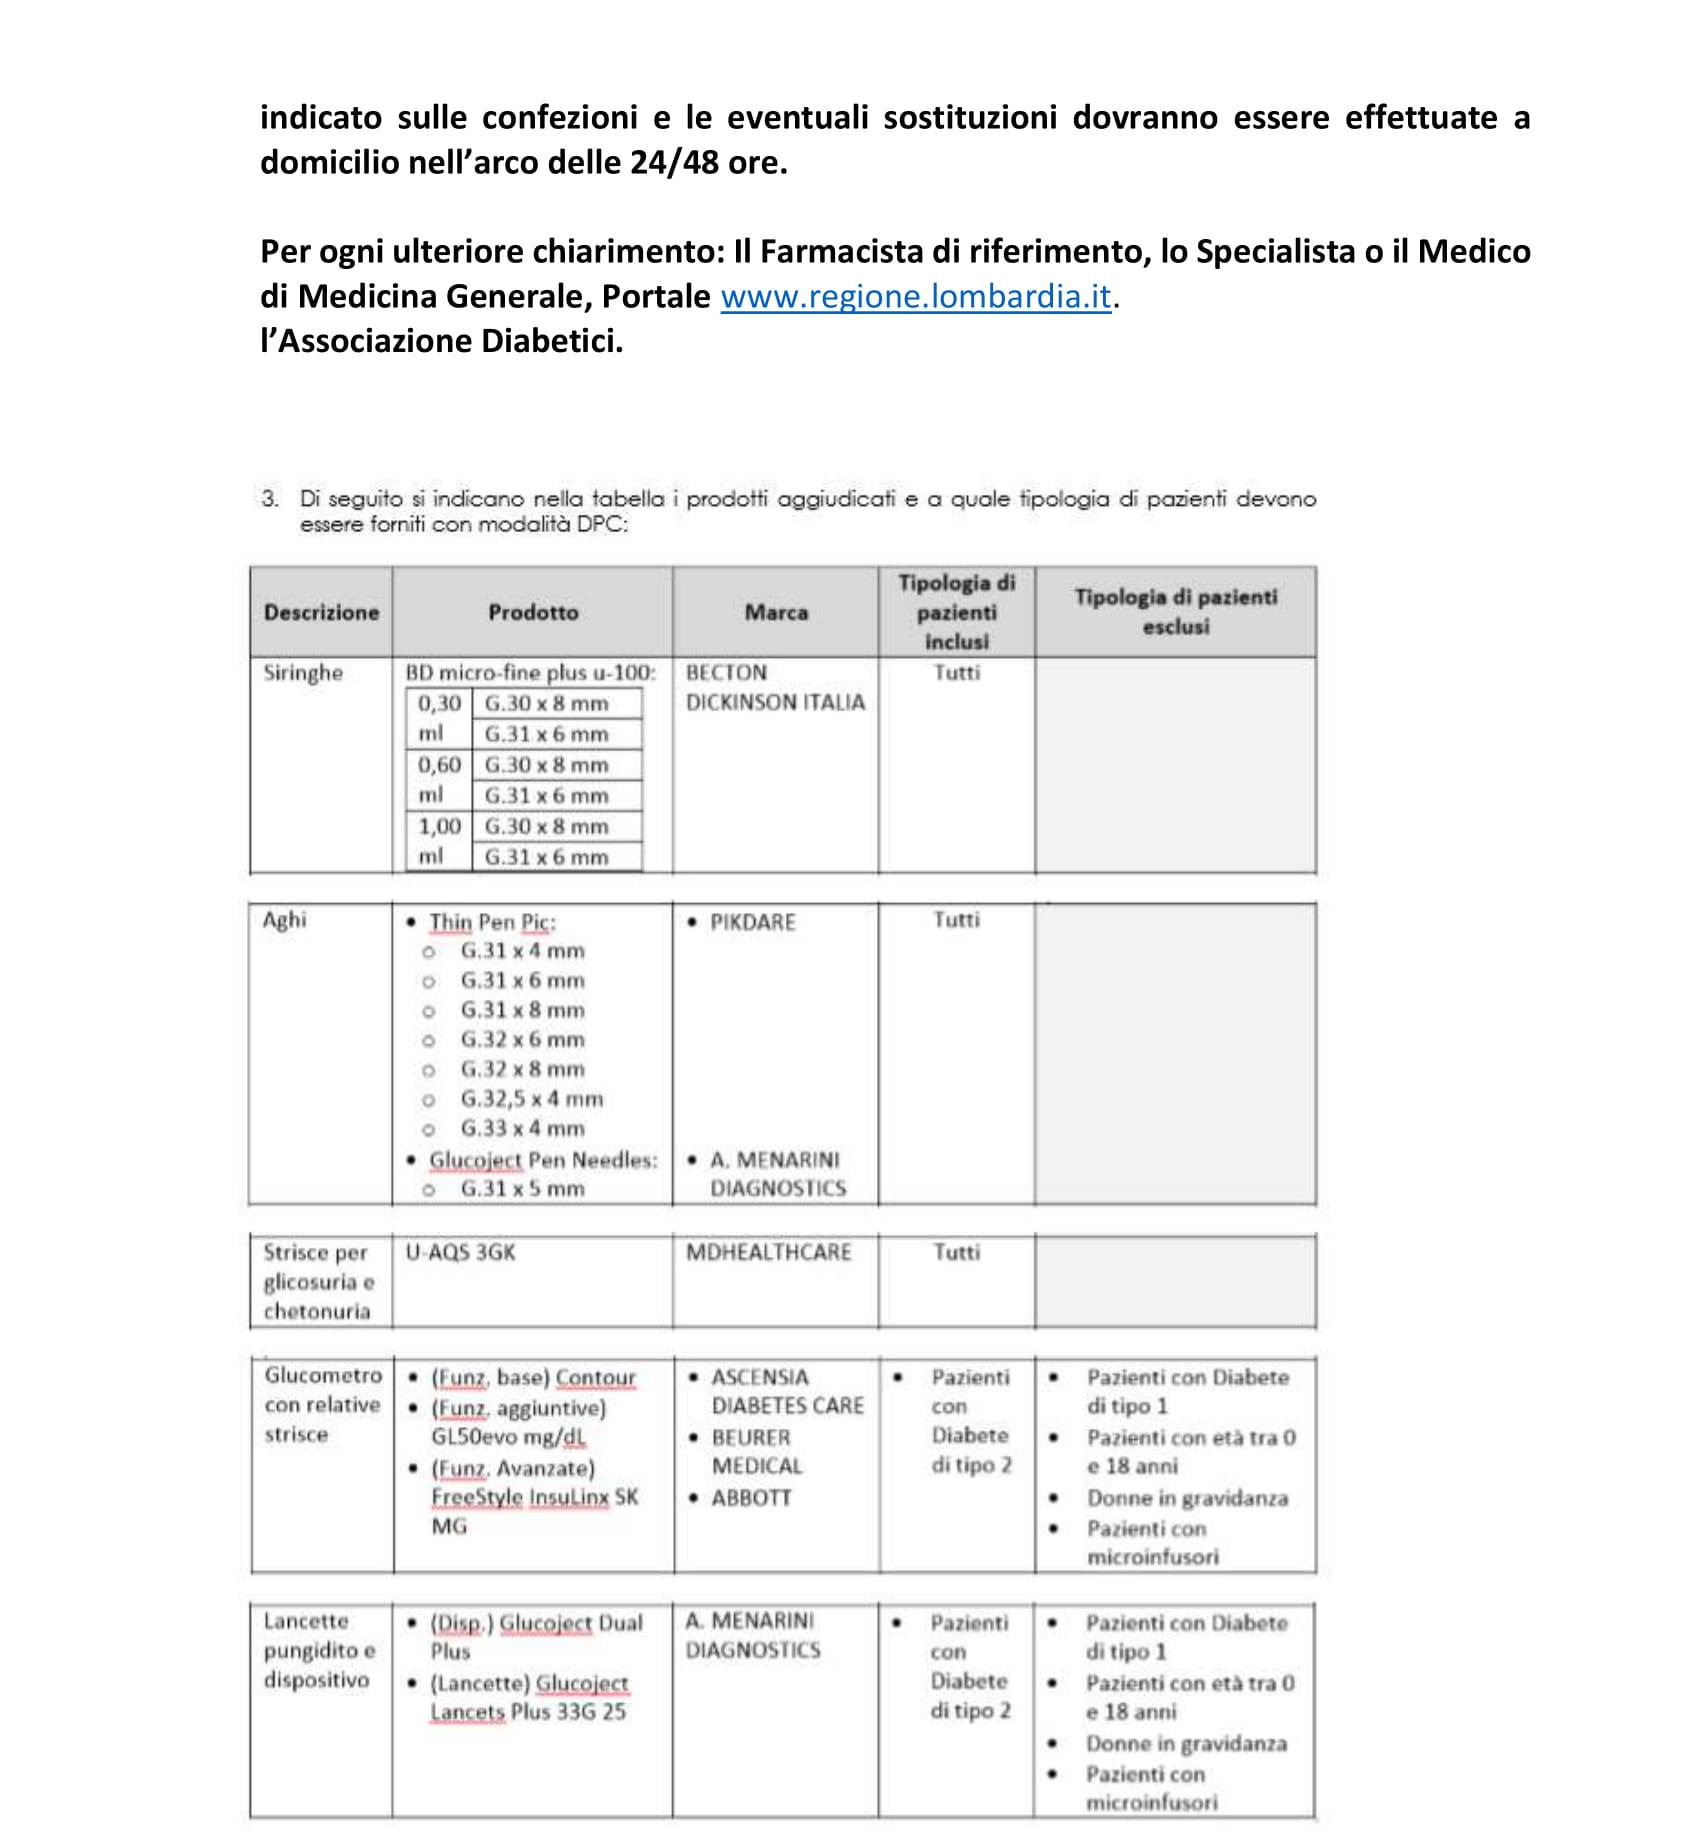 indicato sulle confezioni e le eventuali sostituzioni dovranno essere effettuate a
domicilio nell’arco delle 24/48 ore.
Per ogni ulteriore chiarimento: Il Farmacista di riferimento, lo Specialista o il Medico
di Medicina Generale, Portale www.regione.lombardia.it.
l’Associazione Diabetici.
3. Di seguito si indicano nella tabella i prodotti aggiudicati e a quale tipologia di pazienti devono
essere forniti con modalità DPC:
Descrizione
Prodotto
Marca
Tipologia di
pazienti
inclusi
Tipologia di pazienti
esclusi
Siringhe
BD micro-fine plus u-100:
0,30
ml
G.30 x 8 mm
G.31 x 6 mm
0,60
ml
G.30 x 8 mm
G.31 x 6 mm
1,00
ml
G.30 x 8 mm
G.31 x 6 mm
BECTON
DICKINSON ITALIA
Tutti
Aghi
• Thin Pen Pic:
o G.31 x 4 mm
o G.31 x 6 mm
o G.31 x 8 mm
o G.32 x 6 mm
o G.32 x 8 mm
o G.32,5 x 4 mm
o G.33 x 4 mm
• Glucoject Pen Needles:
o G.31 x 5 mm
• PIKDARE
• A. MENARINI
DIAGNOSTICS
Tutti
Strisce per
glicosuria e
chetonuria
U-AQS 3GK
MDHEALTHCARE
Tutti
Glucometro
con relative
strisce
• (Funz. base) Contour
• (Funz. aggiuntive)
GL50evo mg/dL
• (Funz. Avanzate)
FreeStyle InsuLinx SK
MG
• ASCENSIA
DIABETES CARE
• BEURER
MEDICAL
• ABBOTT
• Pazienti
con
Diabete
di tipo 2
• Pazienti con Diabete
di tipo 1
• Pazienti con età tra 0
e 18 anni
• Donne in gravidanza
• Pazienti con
microinfusori
Lancette
pungidito e
dispositivo
• (Disp.) Glucoject Dual
Plus
• (Lancette) Glucoject
Lancets Plus 33G 25
A. MENARINI
DIAGNOSTICS
• Pazienti
con
Diabete
di tipo 2
• Pazienti con Diabete
di tipo 1
• Pazienti con età tra 0
e 18 anni
• Donne in gravidanza
• Pazienti con
microinfusori